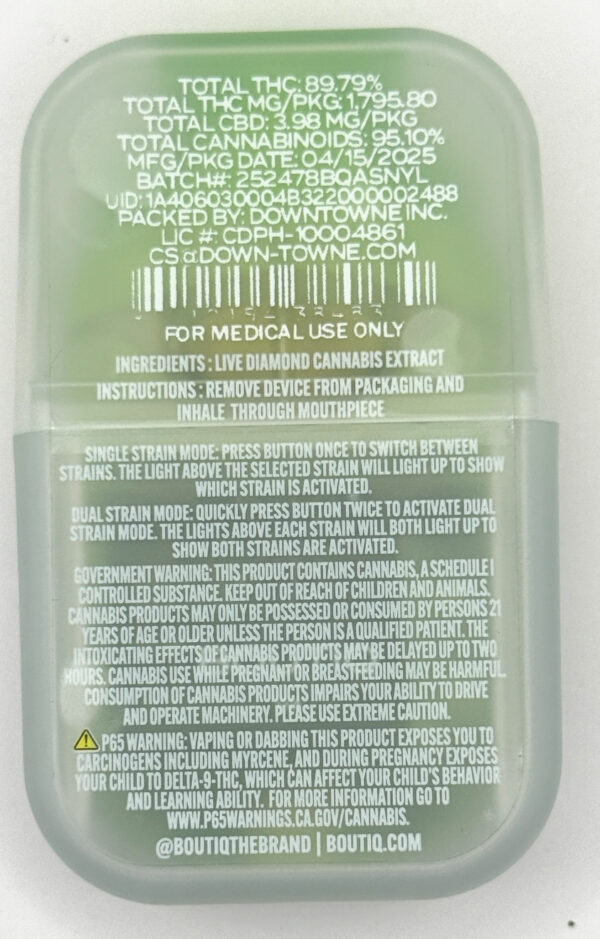 TOTAL THC: 89.79%
TOTAL THC MG/PKG: 1,795.80
TOTAL CBD: 3.98 MG/PKG
TOTAL CANNABINOIDS: 95.10%
MFG/PKG DATE: 04/15/2025
BATCH#: 252478BQASNYL
UID: 1A406030004B322000002488
PACKED BY: DOWNTOWNE INC.
LIC #: CDPH-10004861
CS@DOWN-TOWNE.COM
FOR MEDICAL USE ONLY
INGREDIENTS : LIVE DIAMOND CANNABIS EXTRACT
INSTRUCTIONS : REMOVE DEVICE FROM PACKAGING AND
INHALE THROUGH MOUTHPIECE
SINGLE STRAIN MODE: PRESS BUTTON ONCE TO SWITCH BETWEEN
STRAINS. THE LIGHT ABOVE THE SELECTED STRAIN WILL LIGHT UP TO SHOW
WHICH STRAIN IS ACTIVATED.
DUAL STRAIN MODE: QUICKLY PRESS BUTTON TWICE TO ACTIVATE DUAL
STRAIN MODE. THE LIGHTS ABOVE EACH STRAIN WILL BOTH LIGHT UP TO
SHOW BOTH STRAINS ARE ACTIVATED.
GOVERNMENT WARNING: THIS PRODUCT CONTAINS CANNABIS, A SCHEDULE I
CONTROLLED SUBSTANCE. KEEP OUT OF REACH OF CHILDREN AND ANIMALS.
CANNABIS PRODUCTS MAY ONLY BE POSSESSED OR CONSUMED BY PERSONS 21
YEARS OF AGE OR OLDER UNLESS THE PERSON IS A QUALIFIED PATIENT. THE
INTOXICATING EFFECTS OF CANNABIS PRODUCTS MAY BE DELAYED UP TO TWO
HOURS. CANNABIS USE WHILE PREGNANT OR BREASTFEEDING MAY BE HARMFUL.
CONSUMPTION OF CANNABIS PRODUCTS IMPAIRS YOUR ABILITY TO DRIVE
AND OPERATE MACHINERY. PLEASE USE EXTREME CAUTION.
P65 WARNING: VAPING OR DABBING THIS PRODUCT EXPOSES YOU TO
CARCINOGENS INCLUDING MYRCENE, AND DURING PREGNANCY EXPOSES
YOUR CHILD TO DELTA-9-THC, WHICH CAN AFFECT YOUR CHILD'S BEHAVIOR
AND LEARNING ABILITY. FOR MORE INFORMATION GO TO
WWW.P65WARNINGS.CA.GOV/CANNABIS.
@BOUTIQTHEBRAND | BOUTIQ.COM